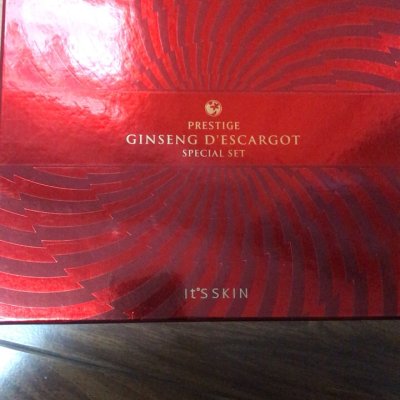 PRESTIGE
GINSENG D'ESCARGOT
SPECIAL SET
It'S SKIN